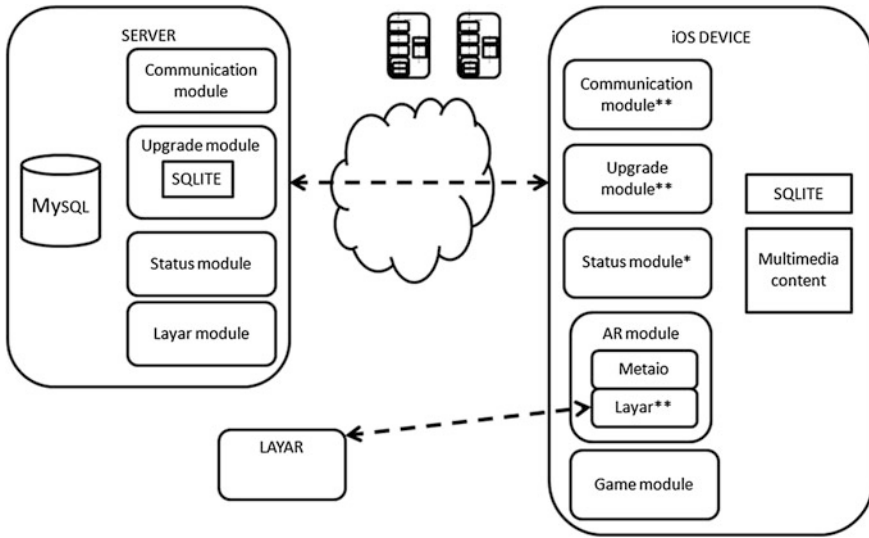 SERVER
Communication
module
Upgrade module
SQLITE
MySQL
Status module
Layar module
LAYAR
iOS DEVICE
Communication
module**
Upgrade
module**
SQLITE
Status module*
Multimedia
content
AR module
Metaio
Layar**
Game module